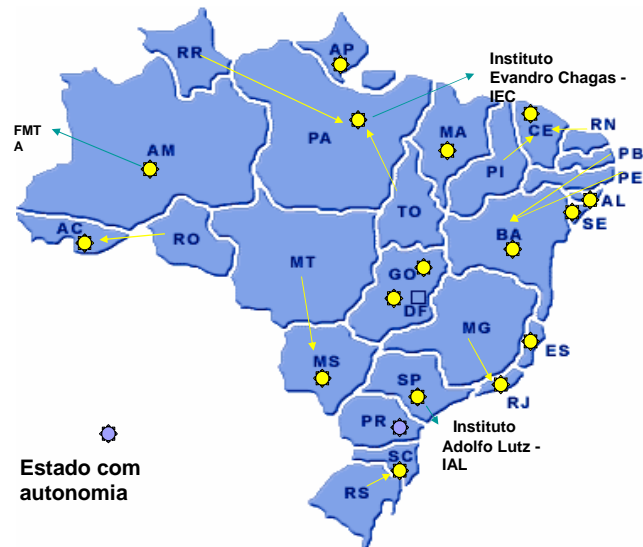 RR
AP
Instituto
Evandro Chagas -
IEC
FMT
A
AM
PA
MA
CE
RN
PI
PB
PE
TO
AL
SE
AC
RO
BA
MT
GO
DF
MG
ES
MS
SP
RJ
PR
Instituto
Adolfo Lutz -
IAL
SC
RS
Estado com
autonomia